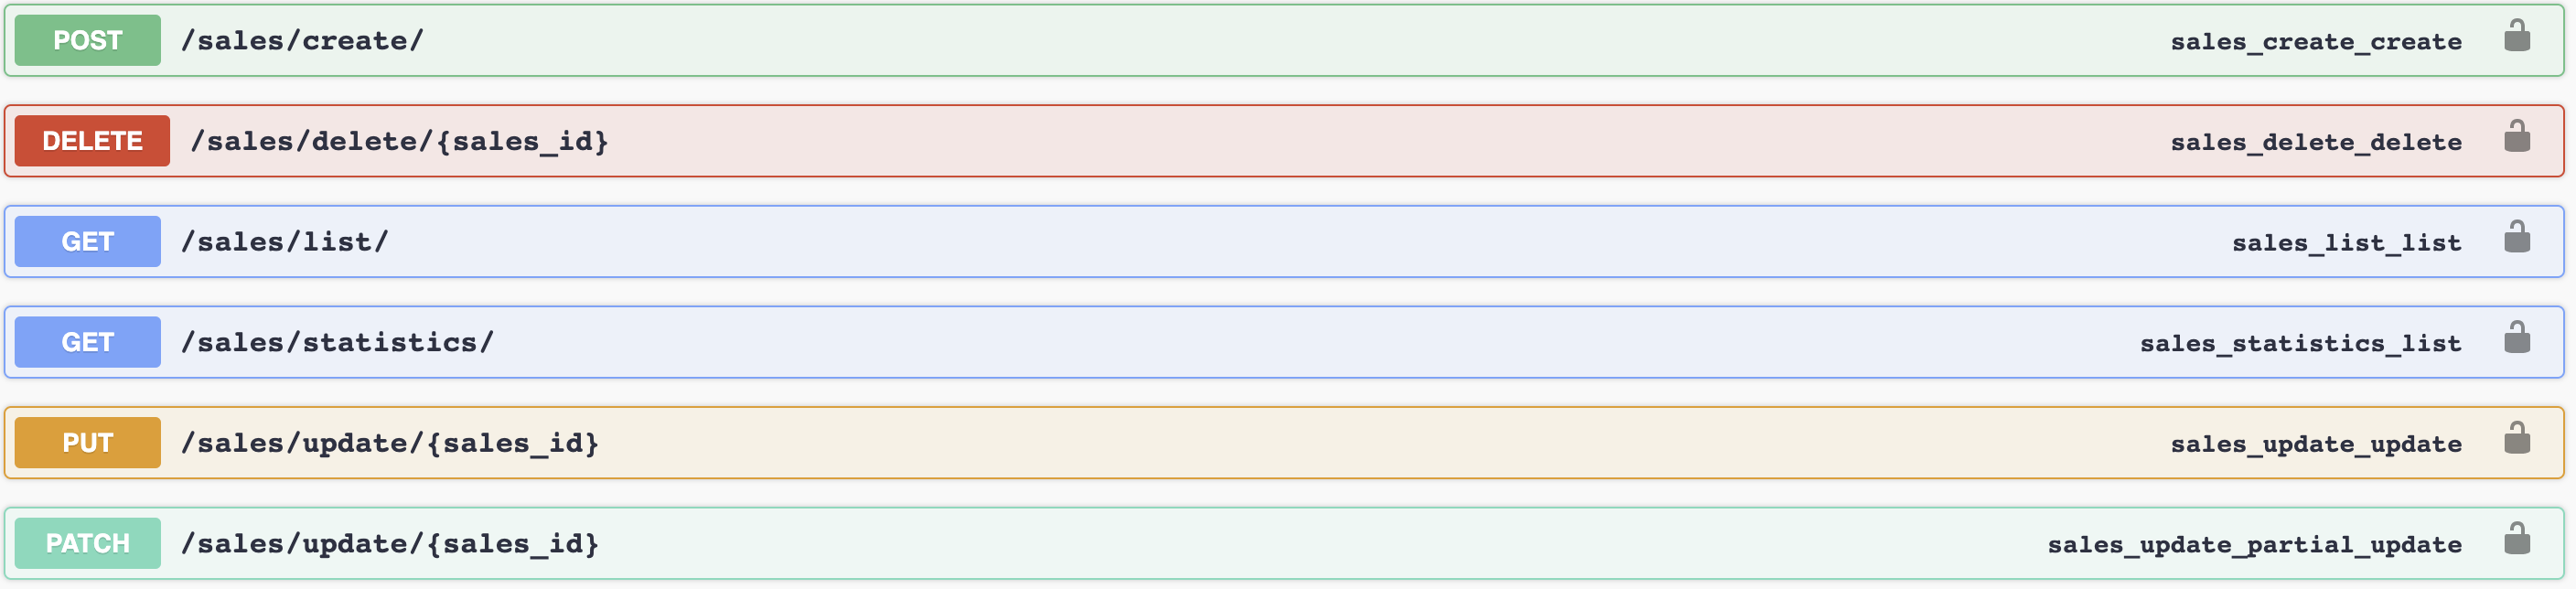 POST /sales/create/ sales_create_create
DELETE /sales/delete/{sales_id} sales_delete_delete
GET /sales/list/ sales_list_list
GET /sales/statistics/ sales_statistics_list
PUT /sales/update/{sales_id} sales_update_update
PATCH /sales/update/{sales_id} sales_update_partial_update